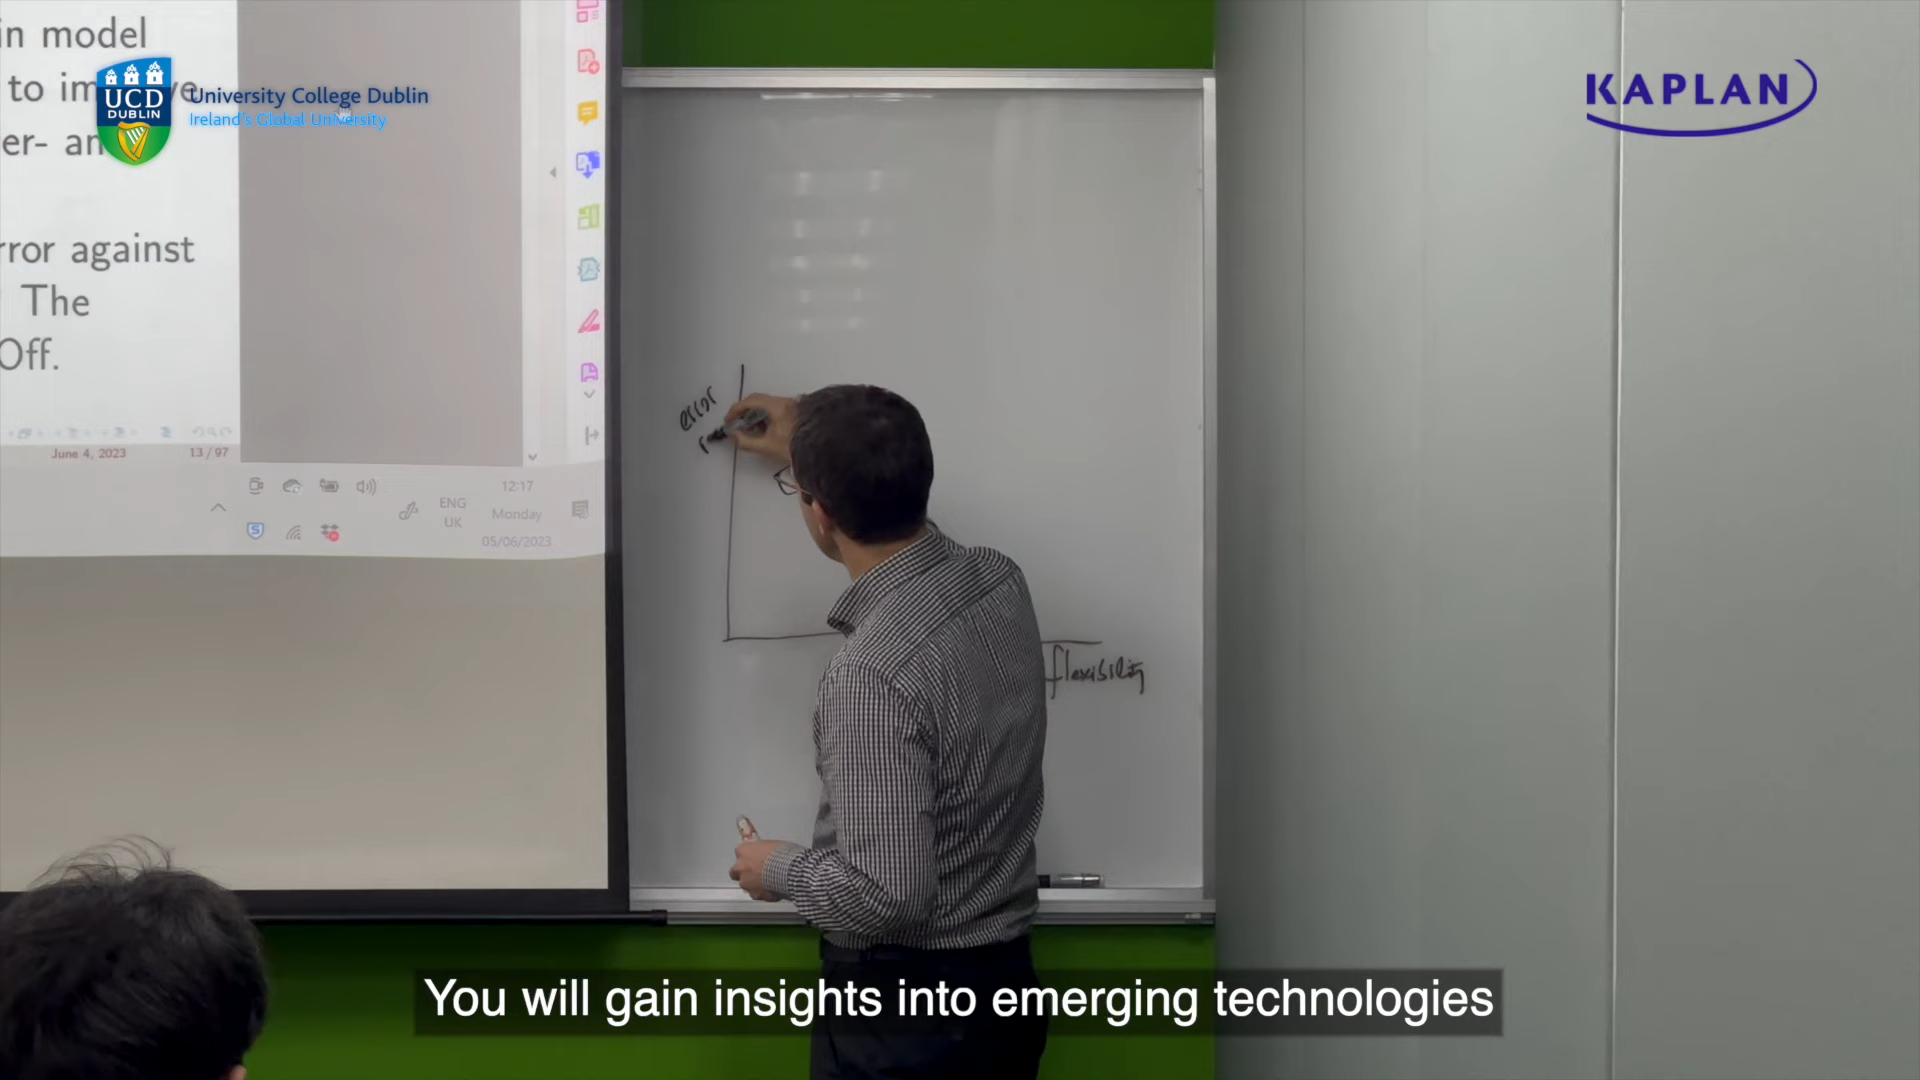 in model
to im
er- an
rror against
The
Off.
June 4, 2023 13 / 97
UCD
DUBLIN
University College Dublin
Ireland's Global University
KAPLAN
12:17
ENG
UK
Monday
05/06/2023
error
flexibility
You will gain insights into emerging technologies